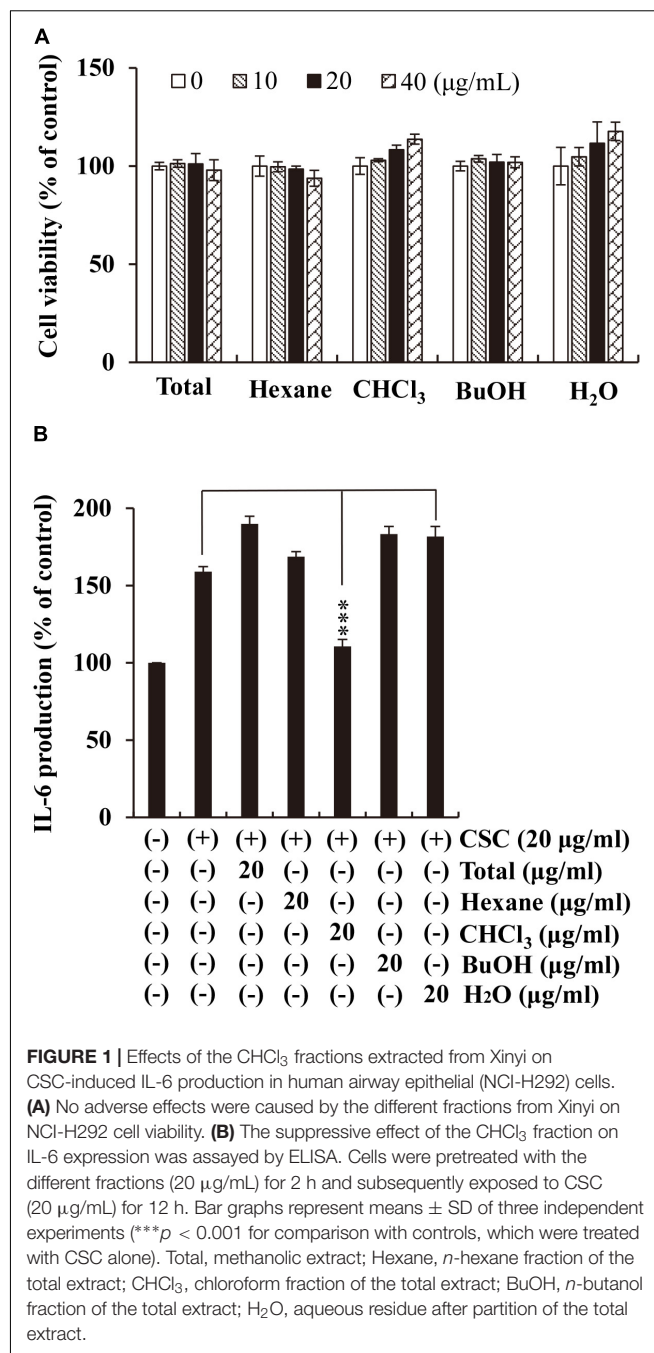 A
150
100
50
0
Cell viability (% of control)
0 10 20 40 (μg/mL)
Total Hexane CHCl₃ BuOH H₂O
B
200
150
100
50
0
IL-6 production (% of control)
***
(-) (+) (+) (+) (+) (+) (+) CSC (20 μg/ml)
(-) (-) 20 (-) (-) (-) (-) Total (μg/ml)
(-) (-) (-) 20 (-) (-) (-) Hexane (μg/ml)
(-) (-) (-) (-) 20 (-) (-) CHCl₃ (μg/ml)
(-) (-) (-) (-) (-) 20 (-) BuOH (μg/ml)
(-) (-) (-) (-) (-) (-) 20 H₂O (μg/ml)
FIGURE 1 | Effects of the CHCl₃ fractions extracted from Xinyi on
CSC-induced IL-6 production in human airway epithelial (NCI-H292) cells.
(A) No adverse effects were caused by the different fractions from Xinyi on
NCI-H292 cell viability. (B) The suppressive effect of the CHCl₃ fraction on
IL-6 expression was assayed by ELISA. Cells were pretreated with the
different fractions (20 μg/mL) for 2 h and subsequently exposed to CSC
(20 μg/mL) for 12 h. Bar graphs represent means ± SD of three independent
experiments (***p < 0.001 for comparison with controls, which were treated
with CSC alone). Total, methanolic extract; Hexane, n-hexane fraction of the
total extract; CHCl₃, chloroform fraction of the total extract; BuOH, n-butanol
fraction of the total extract; H₂O, aqueous residue after partition of the total
extract.